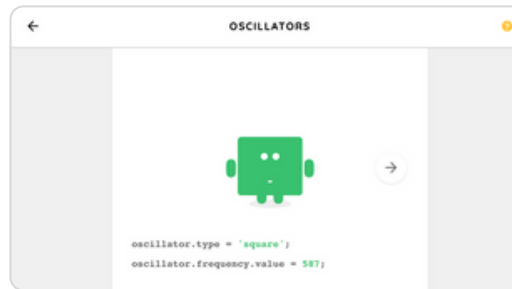 OSCILLATORS
oscillator.type = 'square';
oscillator.frequency.value = 587;